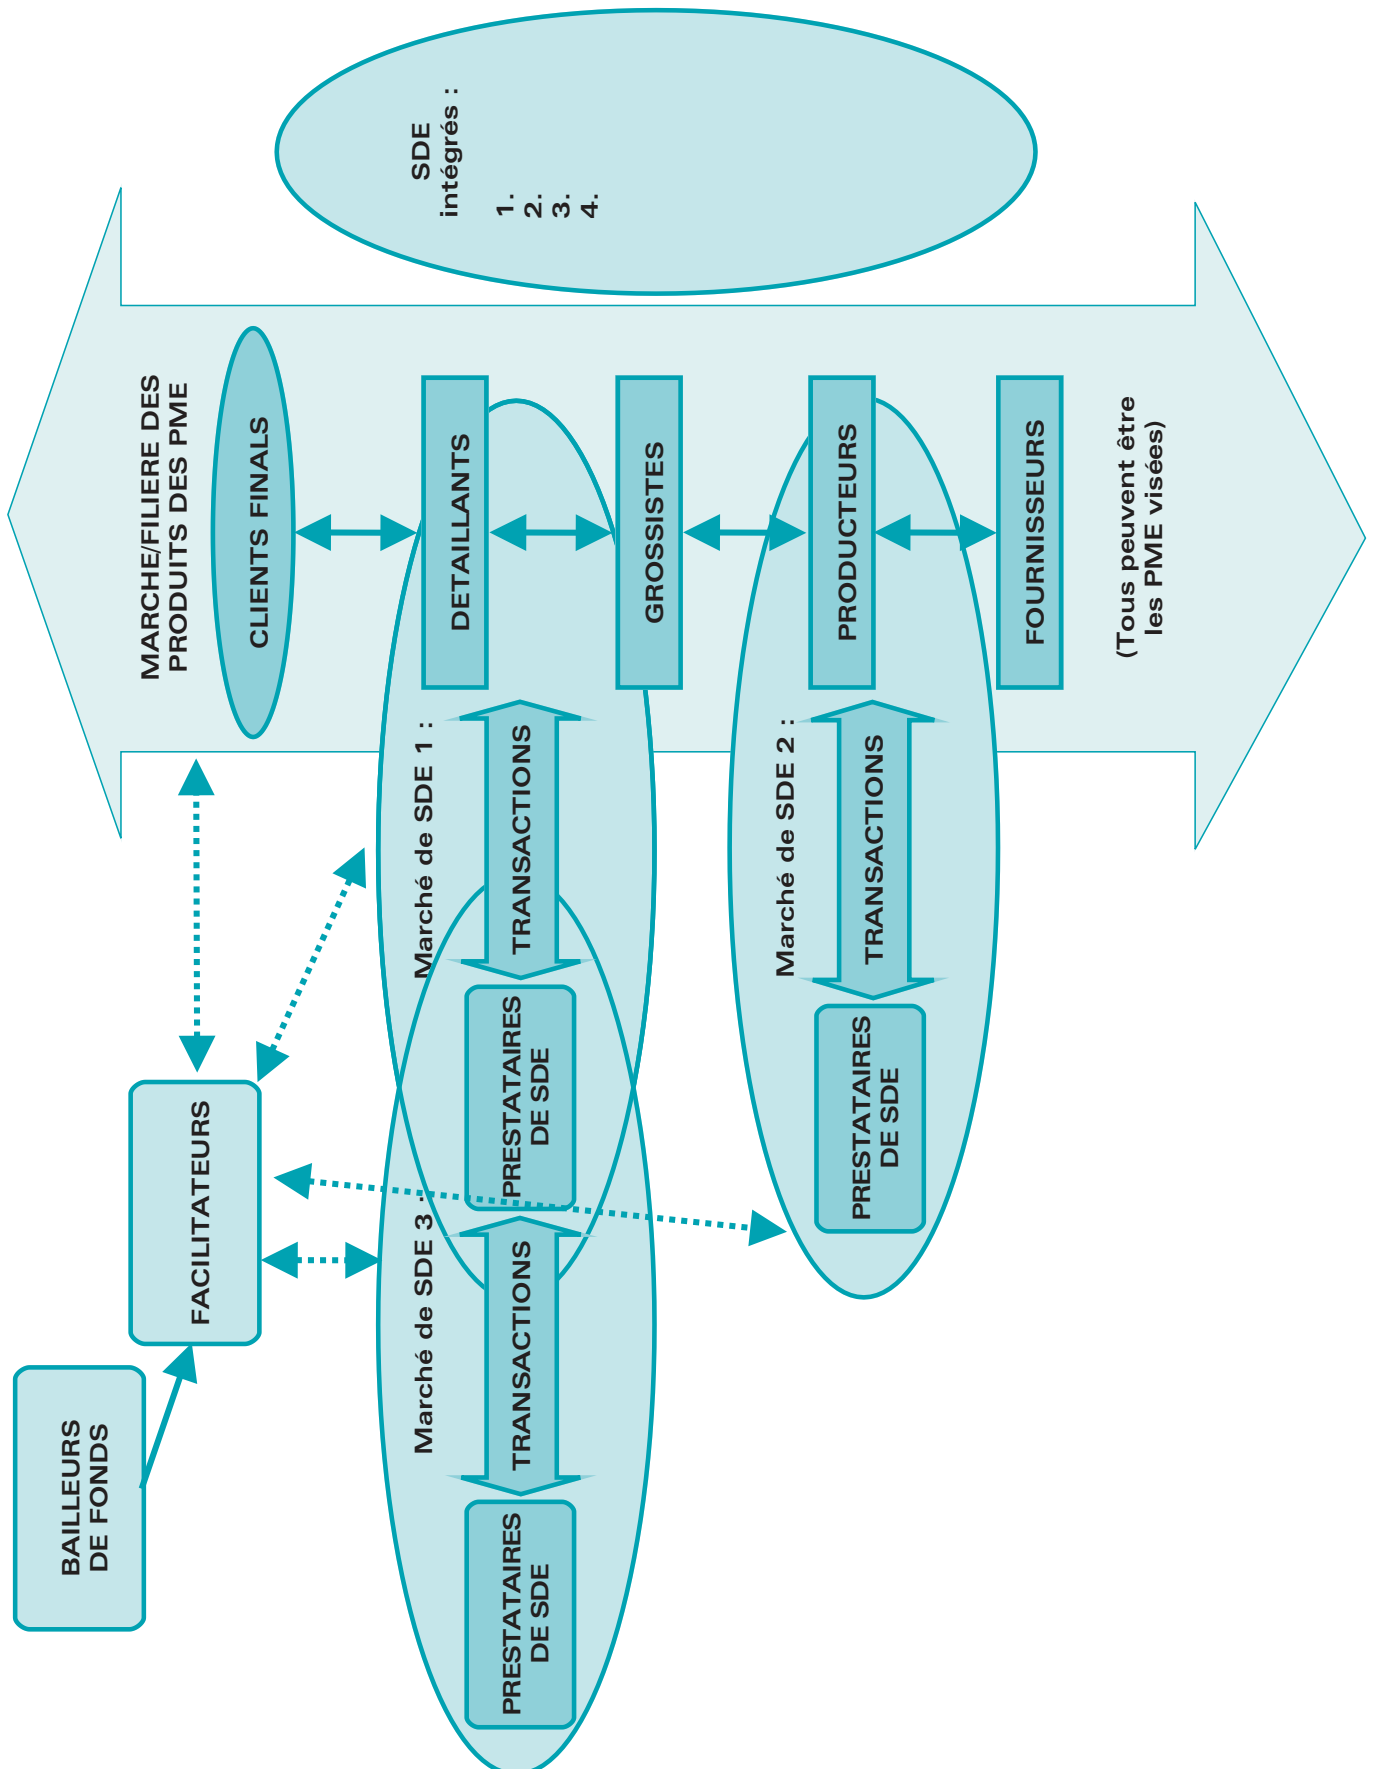 BAILLEURS
DE FONDS
FACILITATEURS
MARCHE/FILIERE DES
PRODUITS DES PME
CLIENTS FINALS
Marché de SDE 3 :
PRESTATAIRES
DE SDE
TRANSACTIONS
PRESTATAIRES
DE SDE
Marché de SDE 1 :
TRANSACTIONS
DETAILLANTS
GROSSISTES
PRESTATAIRES
DE SDE
Marché de SDE 2 :
TRANSACTIONS
PRODUCTEURS
FOURNISSEURS
(Tous peuvent être
les PME visées)
SDE
intégrés :
1.
2.
3.
4.